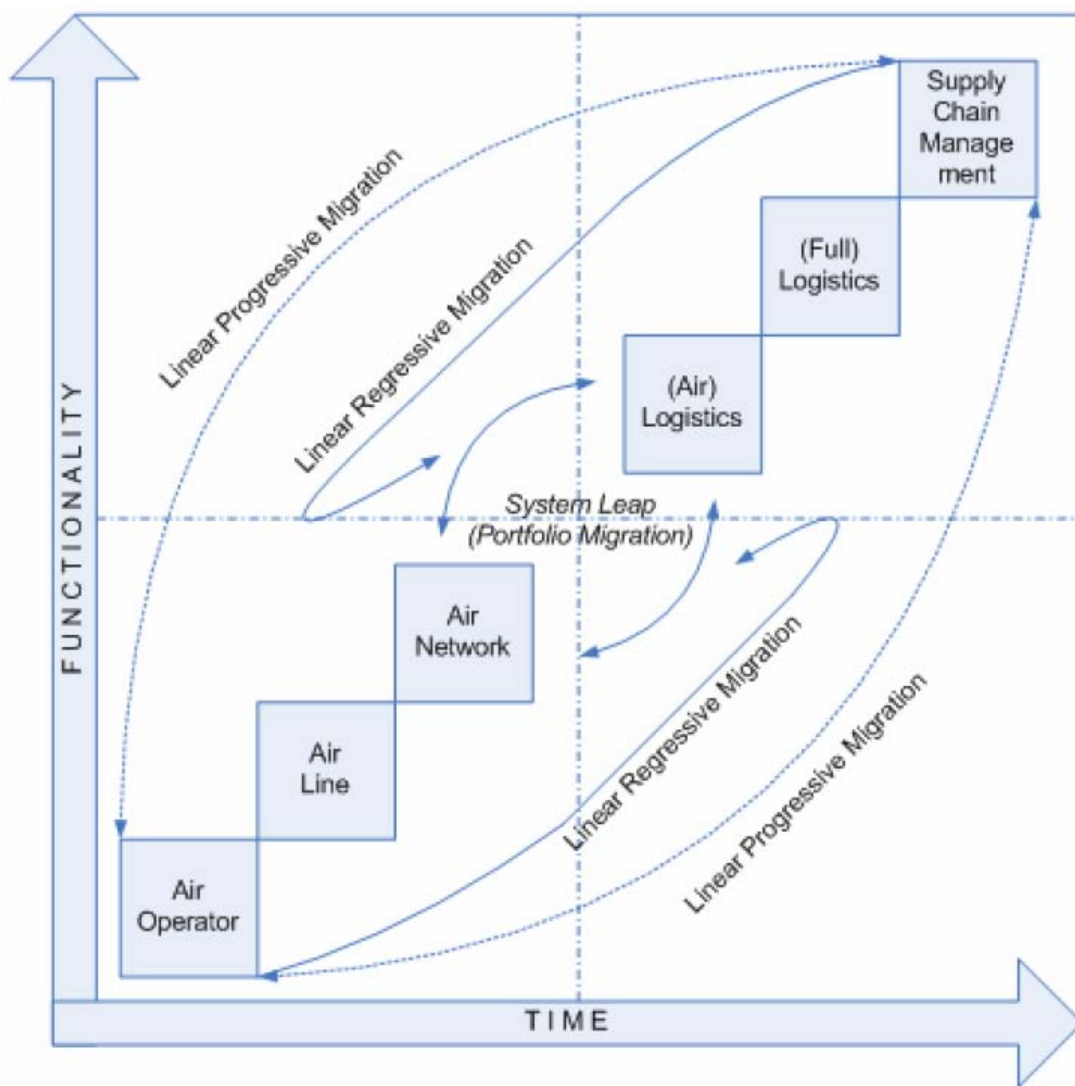 Supply
Chain
Manage
ment
Linear Progressive Migration
(Full)
Logistics
Linear Regressive Migration
(Air)
Logistics
FUNCTIONALITY
System Leap
(Portfolio Migration)
Air
Network
Linear Regressive Migration
Linear Progressive Migration
Air
Line
Air
Operator
TIME